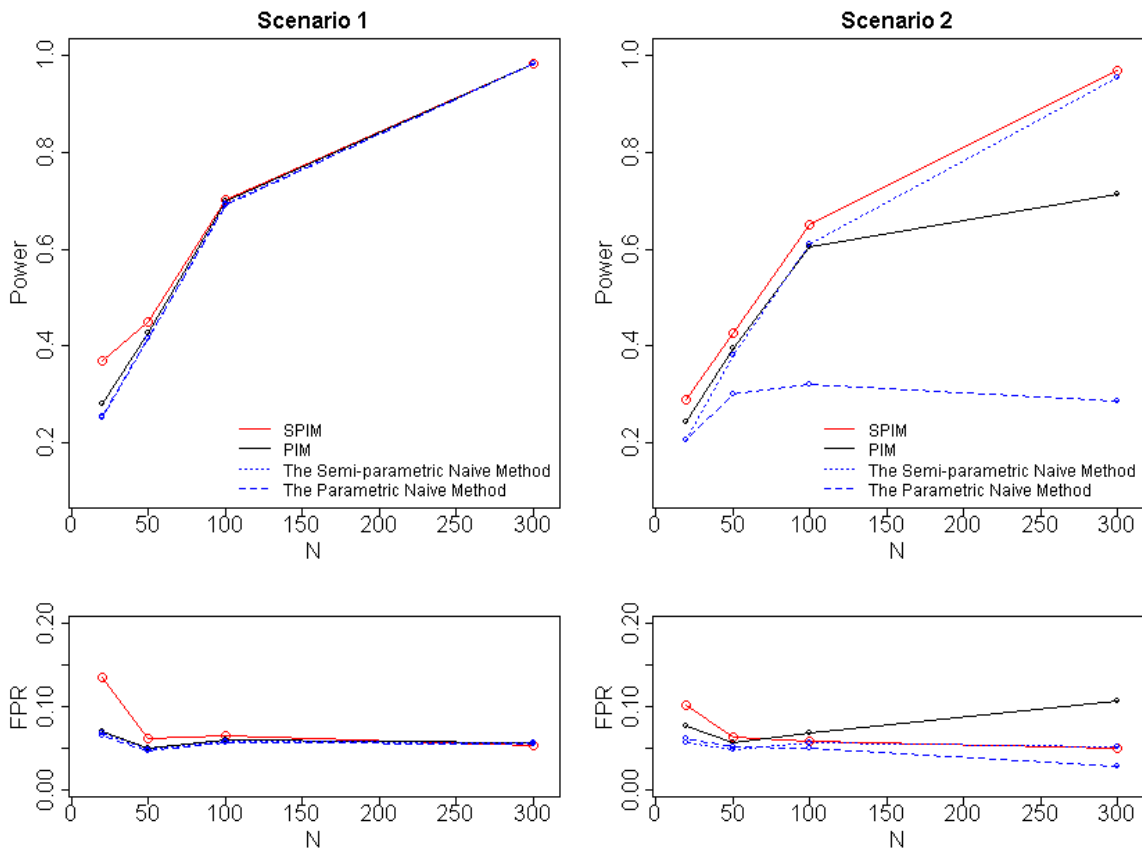 Scenario 1
Power
0.2 0.4 0.6 0.8 1.0
SPIM
PIM
The Semi-parametric Naive Method
The Parametric Naive Method
0 50 100 150 200 250 300
N
Scenario 2
Power
0.2 0.4 0.6 0.8 1.0
SPIM
PIM
The Semi-parametric Naive Method
The Parametric Naive Method
0 50 100 150 200 250 300
N
FPR
0.00 0.10 0.20
0 50 100 150 200 250 300
N
FPR
0.00 0.10 0.20
0 50 100 150 200 250 300
N